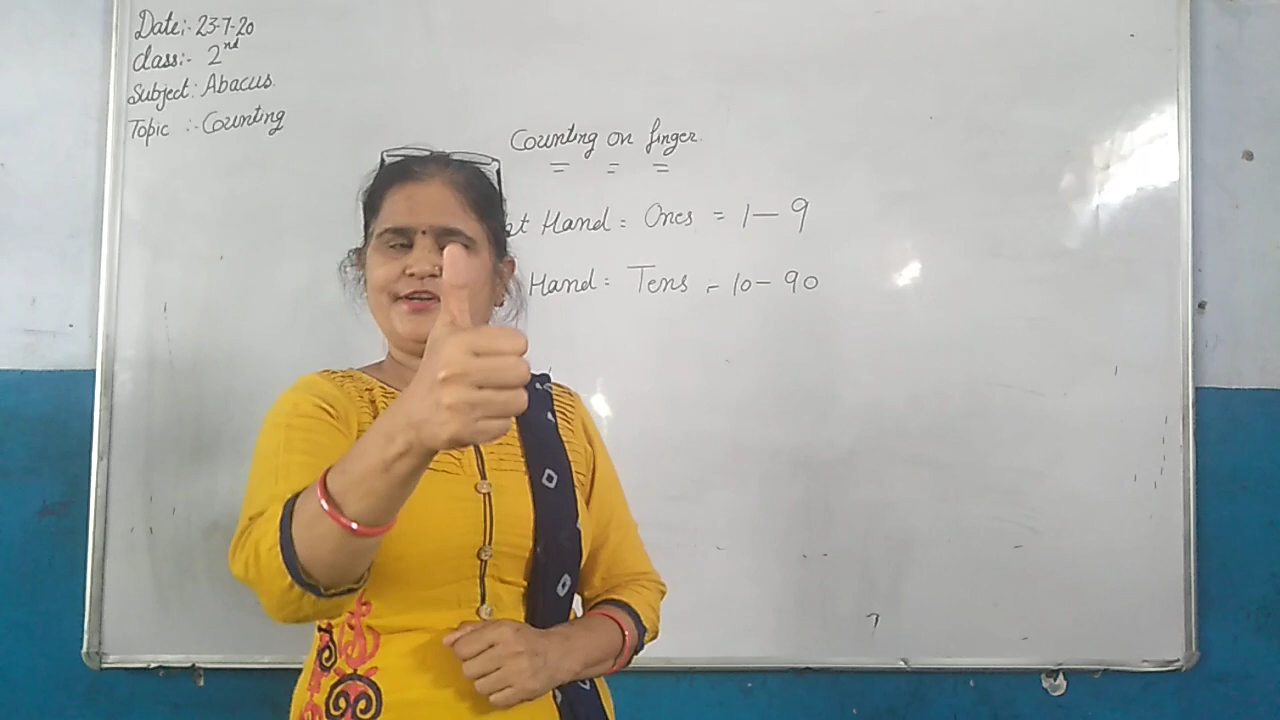 Date:- 23-7-20
class:- 2nd
Subject: Abacus.
Topic :- Counting
Counting on finger.
Hand = Ones = 1 — 9
Hand = Tens = 10 — 90